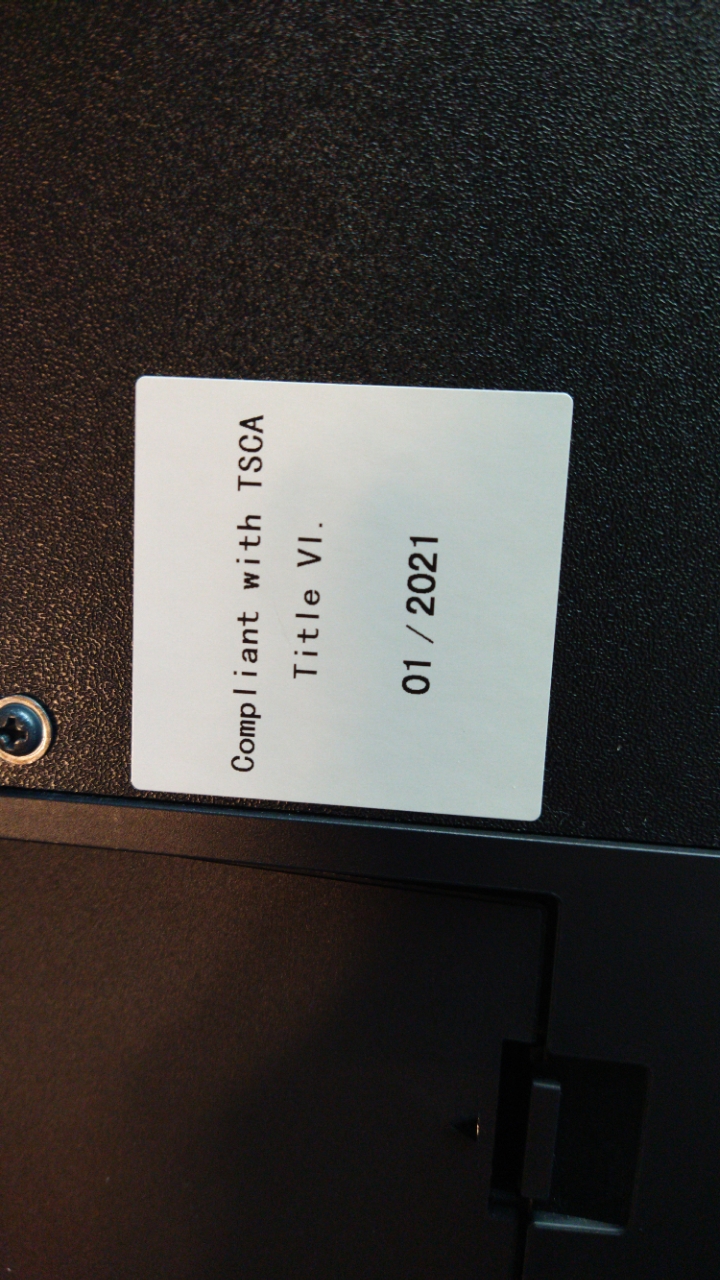 Compliant with TSCA
Title VI.
01/2021